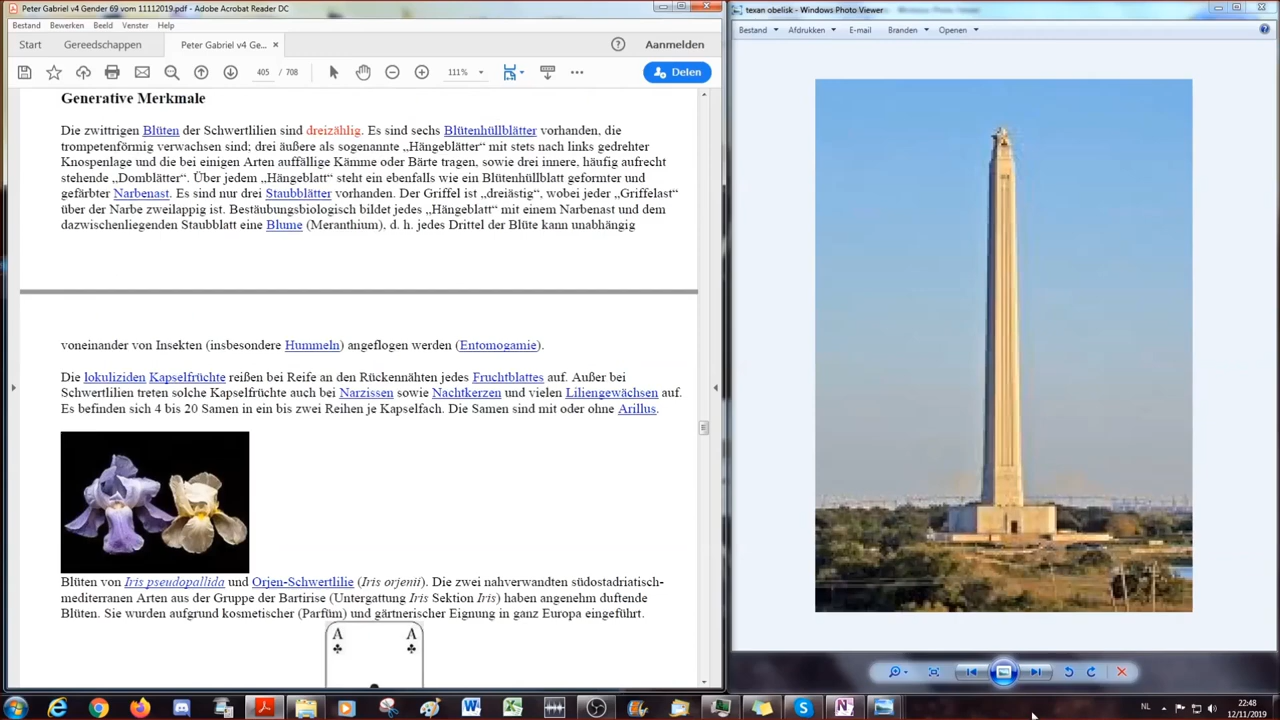 Peter Gabriel v4 Gender 69 vom 11112019.pdf - Adobe Acrobat Reader DC
Bestand Bewerken Beeld Venster Help
Start Gereedschappen Peter Gabriel v4 Ge... × Aanmelden
405 / 708 111% Delen
Generative Merkmale
Die zwittrigen Blüten der Schwertlilien sind dreizählig. Es sind sechs Blütenhüllblätter vorhanden, die
trompetenförmig verwachsen sind; drei äußere als sogenannte „Hängeblätter“ mit stets nach links gedrehter
Knospenlage und die bei einigen Arten auffällige Kämme oder Bärte tragen, sowie drei innere, häufig aufrecht
stehende „Domblätter“. Über jedem „Hängeblatt“ steht ein ebenfalls wie ein Blütenhüllblatt geformter und
gefärbter Narbenast. Es sind nur drei Staubblätter vorhanden. Der Griffel ist „dreiästig“, wobei jeder „Griffelast“
über der Narbe zweilappig ist. Bestäubungsbiologisch bildet jedes „Hängeblatt“ mit einem Narbenast und dem
dazwischenliegenden Staubblatt eine Blume (Meranthium), d. h. jedes Drittel der Blüte kann unabhängig
voneinander von Insekten (insbesondere Hummeln) angeflogen werden (Entomogamie).
Die lokuliziden Kapselfrüchte reißen bei Reife an den Rückennähten jedes Fruchtblattes auf. Außer bei
Schwertlilien treten solche Kapselfrüchte auch bei Narzissen sowie Nachtkerzen und vielen Liliengewächsen auf.
Es befinden sich 4 bis 20 Samen in ein bis zwei Reihen je Kapselfach. Die Samen sind mit oder ohne Arillus.
Blüten von Iris pseudopallida und Orjen-Schwertlilie (Iris orjenii). Die zwei nahverwandten südostadriatisch-
mediterranen Arten aus der Gruppe der Bartirise (Untergattung Iris Sektion Iris) haben angenehm duftende
Blüten. Sie wurden aufgrund kosmetischer (Parfüm) und gärtnerischer Eignung in ganz Europa eingeführt.
A A
texan obelisk - Windows Photo Viewer
Bestand Afdrukken E-mail Branden Openen
NL 22:48
12/11/2019